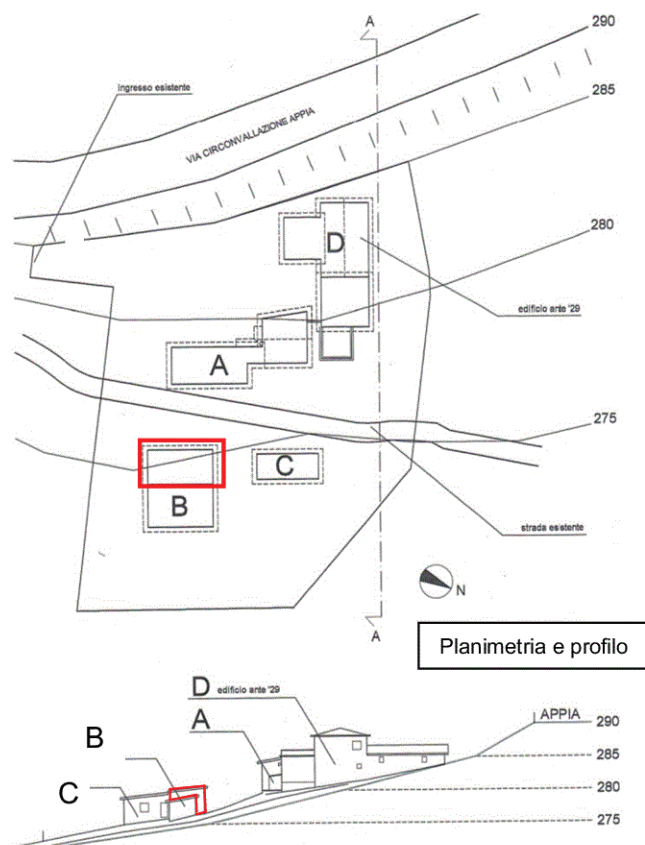 A
290
ingresso esistente
285
VIA CIRCONVALLAZIONE APPIA
D
280
edificio ante '29
A
275
C
B
strada esistente
N
A
Planimetria e profilo
D edificio ante '29
A
APPIA
290
B
285
C
280
275